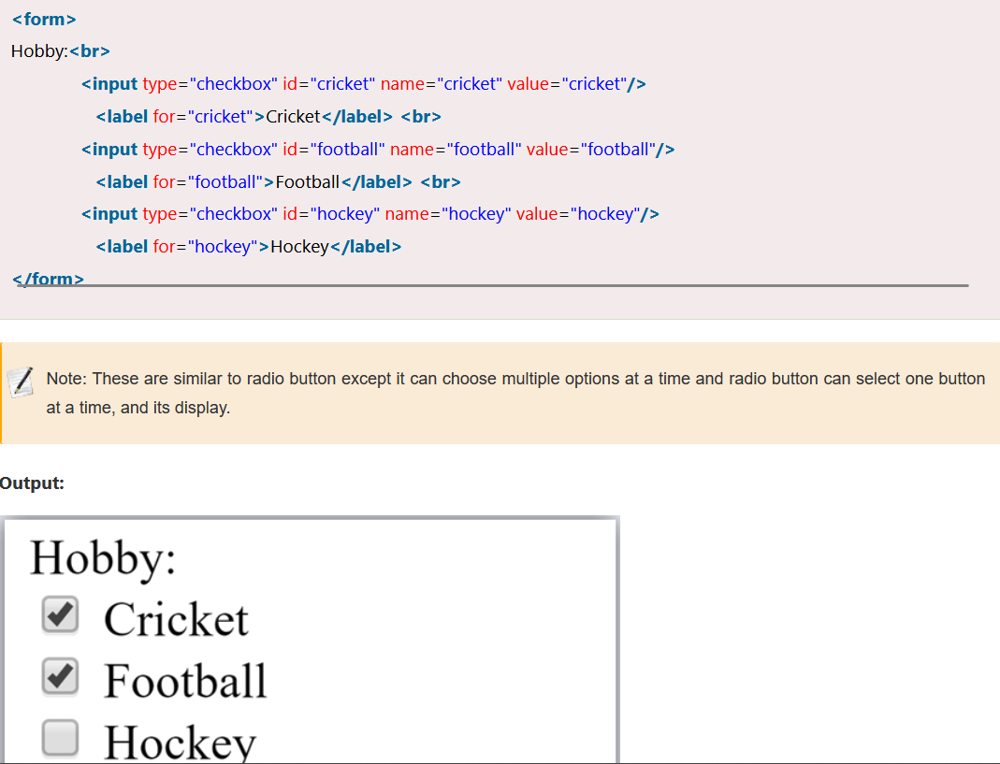 <form>
Hobby:<br>
<input type="checkbox" id="cricket" name="cricket" value="cricket"/>
<label for="cricket">Cricket</label> <br>
<input type="checkbox" id="football" name="football" value="football"/>
<label for="football">Football</label> <br>
<input type="checkbox" id="hockey" name="hockey" value="hockey"/>
<label for="hockey">Hockey</label>
</form>
Note: These are similar to radio button except it can choose multiple options at a time and radio button can select one button
at a time, and its display.
Output:
Hobby:
Cricket
Football
Hockey